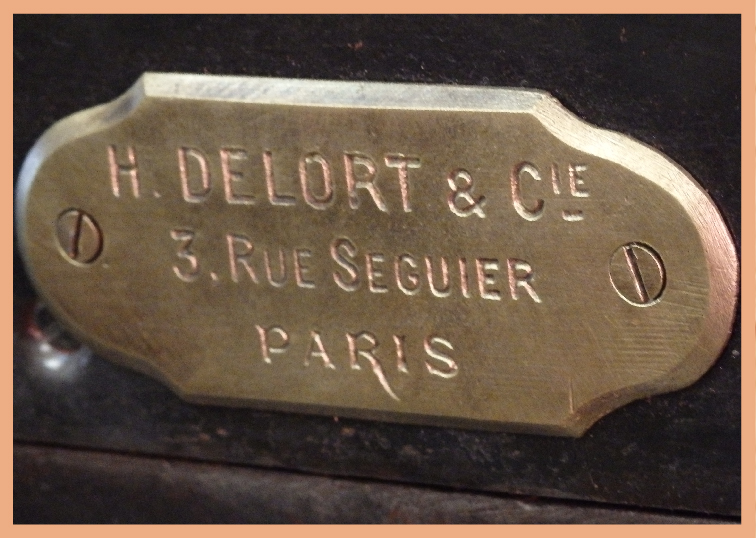 H. DELORT & CIE
3. RUE SEGUIER
PARIS